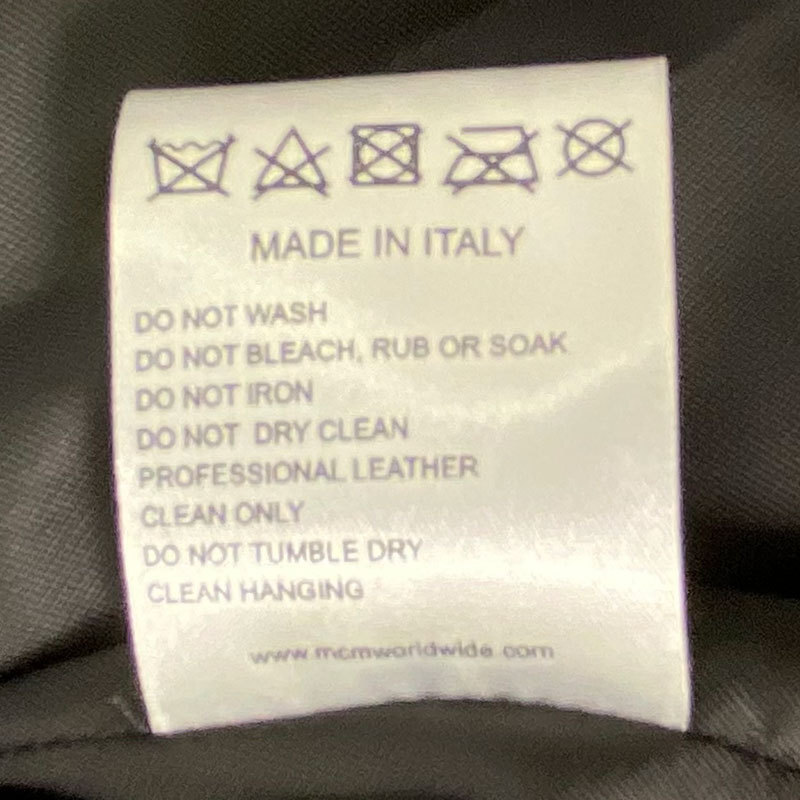 MADE IN ITALY
DO NOT WASH
DO NOT BLEACH, RUB OR SOAK
DO NOT IRON
DO NOT DRY CLEAN
PROFESSIONAL LEATHER
CLEAN ONLY
DO NOT TUMBLE DRY
CLEAN HANGING
www.mcmworldwide.com